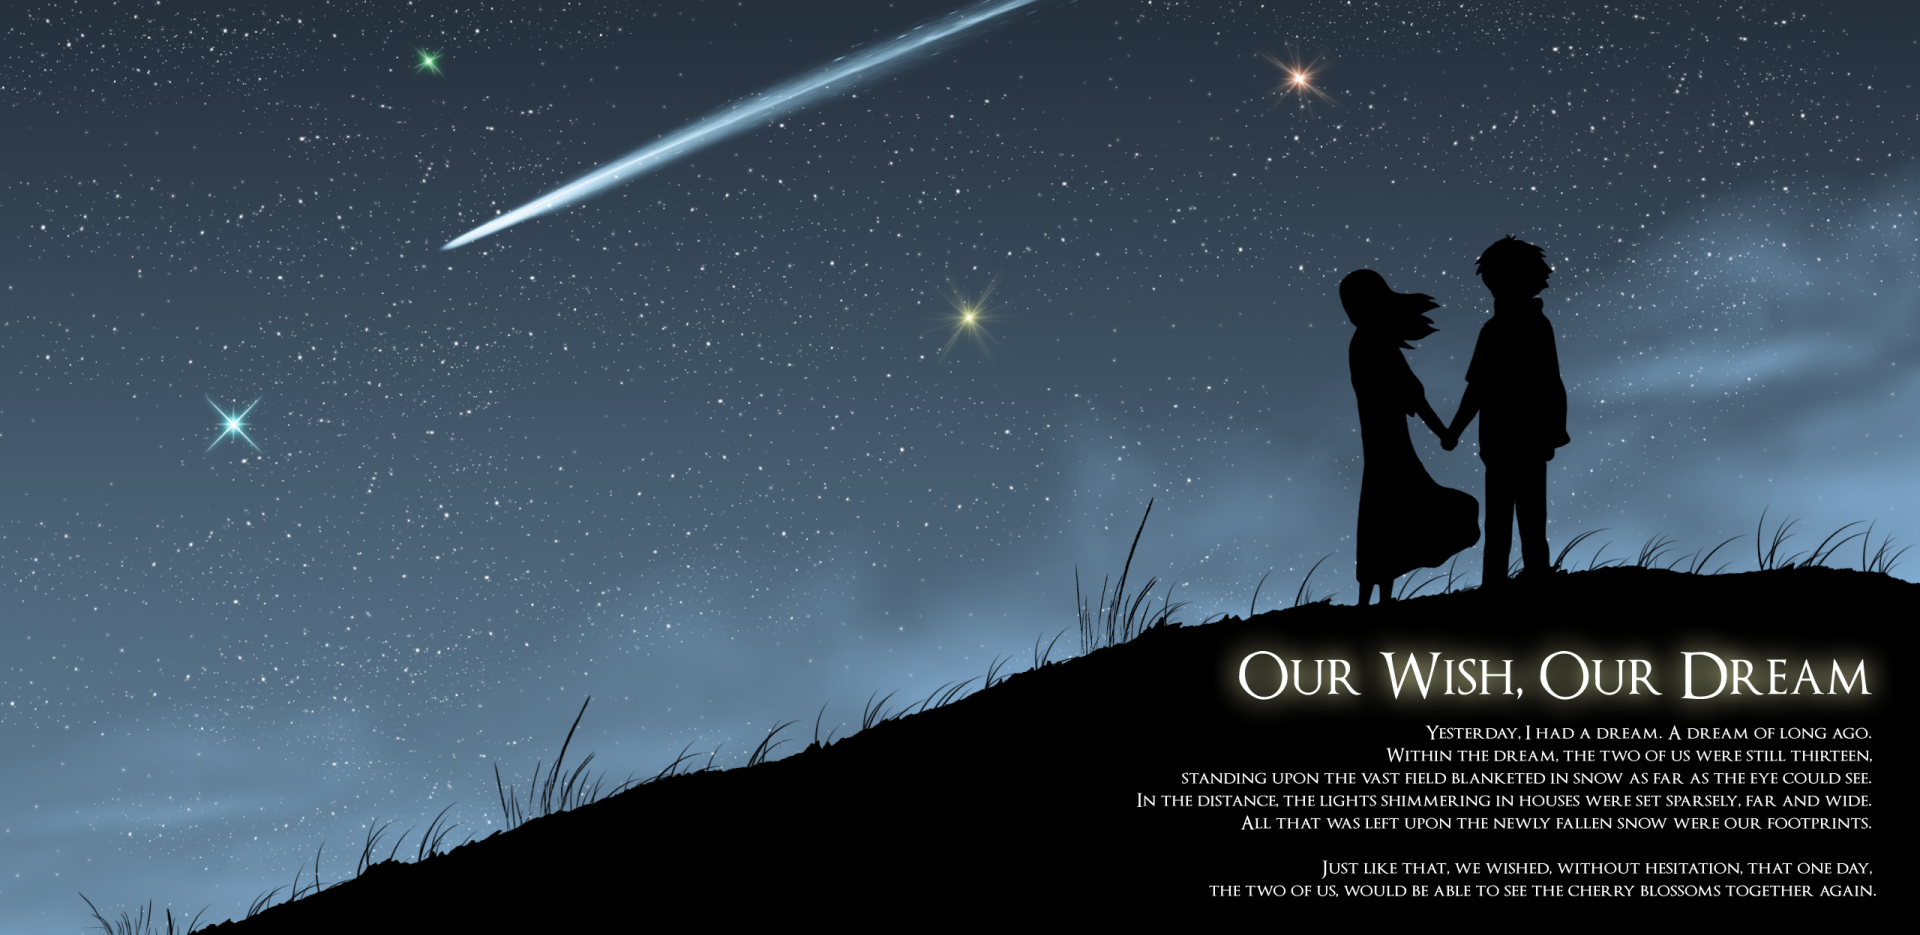 Our Wish, Our Dream
Yesterday, I had a dream. A dream of long ago.
Within the dream, the two of us were still thirteen,
standing upon the vast field blanketed in snow as far as the eye could see.
In the distance, the lights shimmering in houses were set sparsely, far and wide.
All that was left upon the newly fallen snow were our footprints.
Just like that, we wished, without hesitation, that one day,
the two of us, would be able to see the cherry blossoms together again.